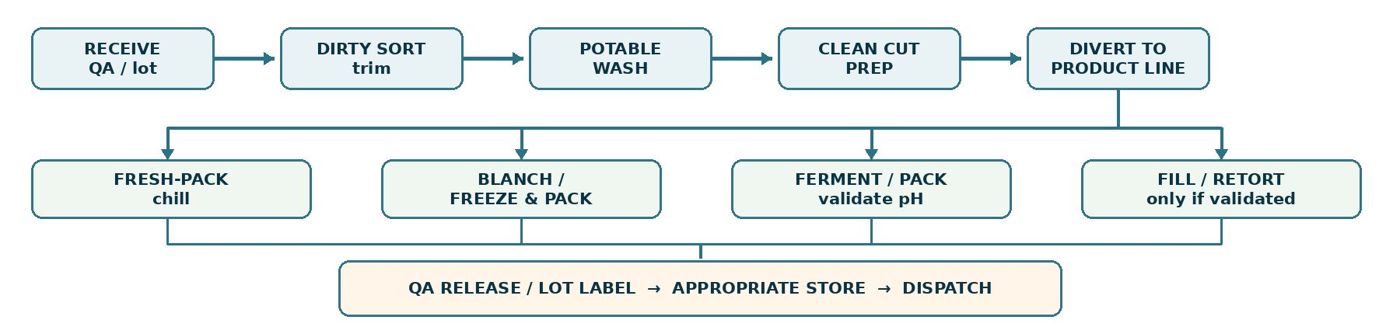 RECEIVE
QA / lot
DIRTY SORT
trim
POTABLE
WASH
CLEAN CUT
PREP
DIVERT TO
PRODUCT LINE
FRESH-PACK
chill
BLANCH /
FREEZE & PACK
FERMENT / PACK
validate pH
FILL / RETORT
only if validated
QA RELEASE / LOT LABEL → APPROPRIATE STORE → DISPATCH